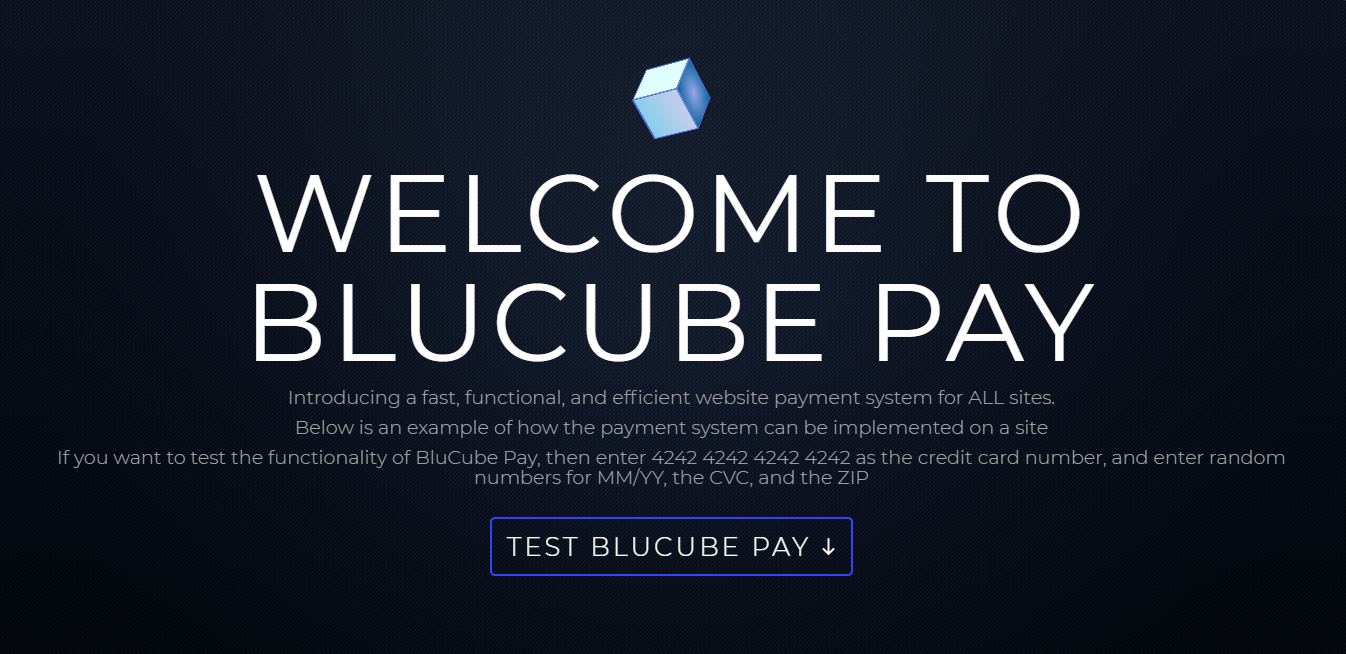 WELCOME TO
BLUCUBE PAY
Introducing a fast, functional, and efficient website payment system for ALL sites.
Below is an example of how the payment system can be implemented on a site
If you want to test the functionality of BluCube Pay, then enter 4242 4242 4242 4242 as the credit card number, and enter random
numbers for MM/YY, the CVC, and the ZIP
TEST BLUCUBE PAY ↓